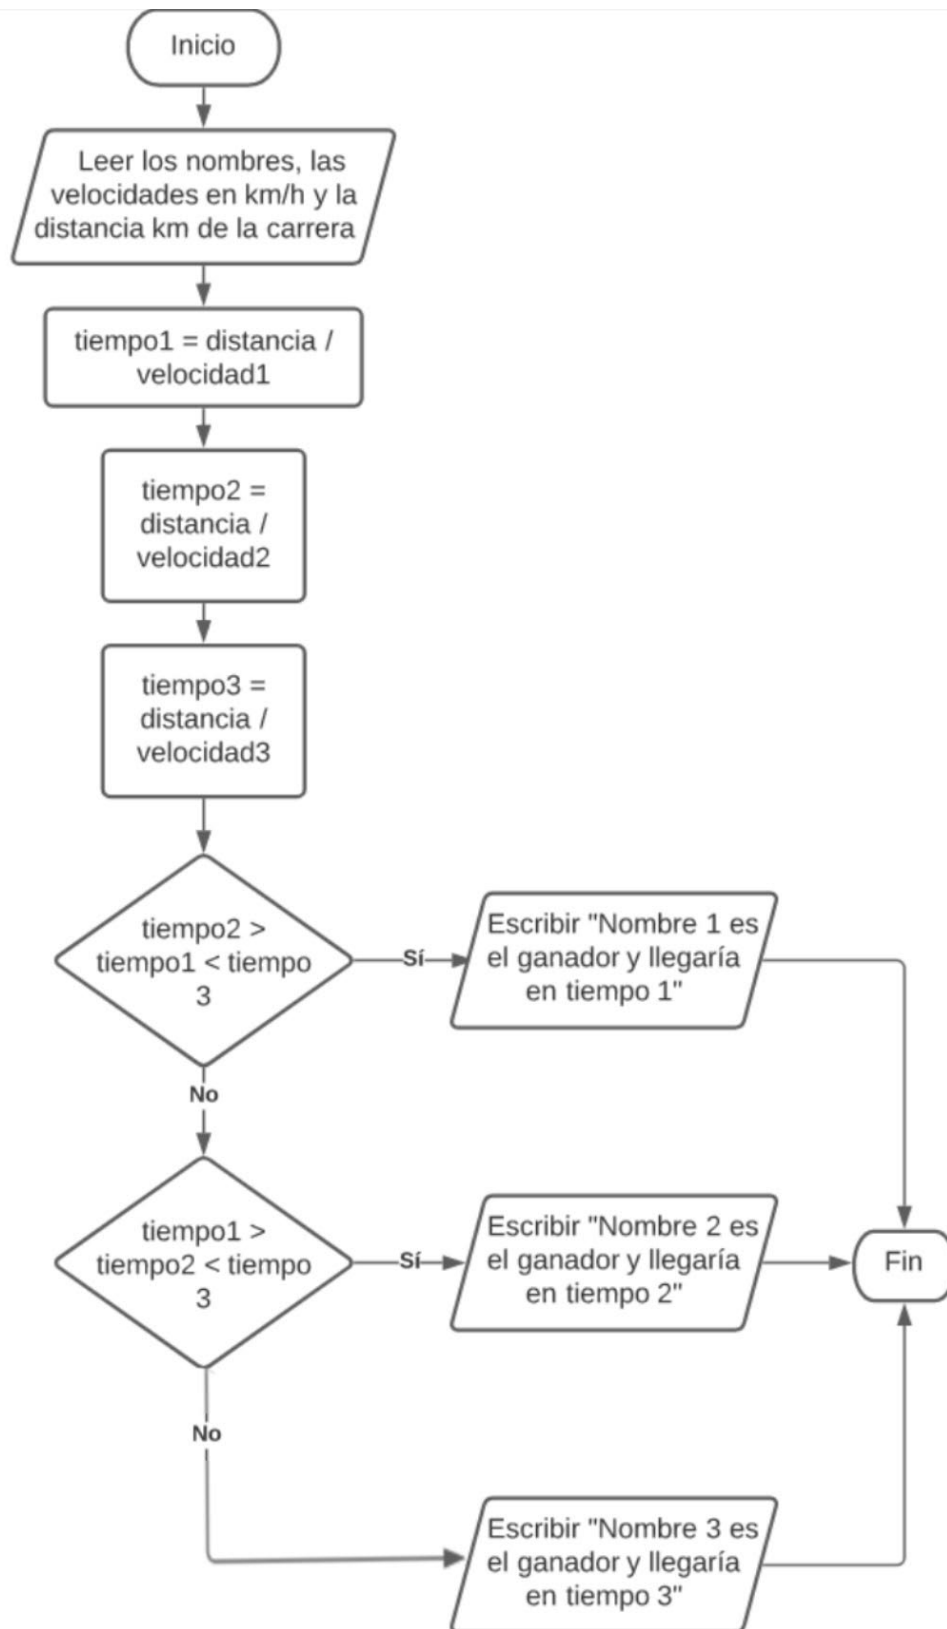 Inicio
Leer los nombres, las
velocidades en km/h y la
distancia km de la carrera
tiempo1 = distancia /
velocidad1
tiempo2 =
distancia /
velocidad2
tiempo3 =
distancia /
velocidad3
tiempo2 >
tiempo1 < tiempo
3
Sí
Escribir "Nombre 1 es
el ganador y llegaría
en tiempo 1"
No
tiempo1 >
tiempo2 < tiempo
3
Sí
Escribir "Nombre 2 es
el ganador y llegaría
en tiempo 2"
Fin
No
Escribir "Nombre 3 es
el ganador y llegaría
en tiempo 3"